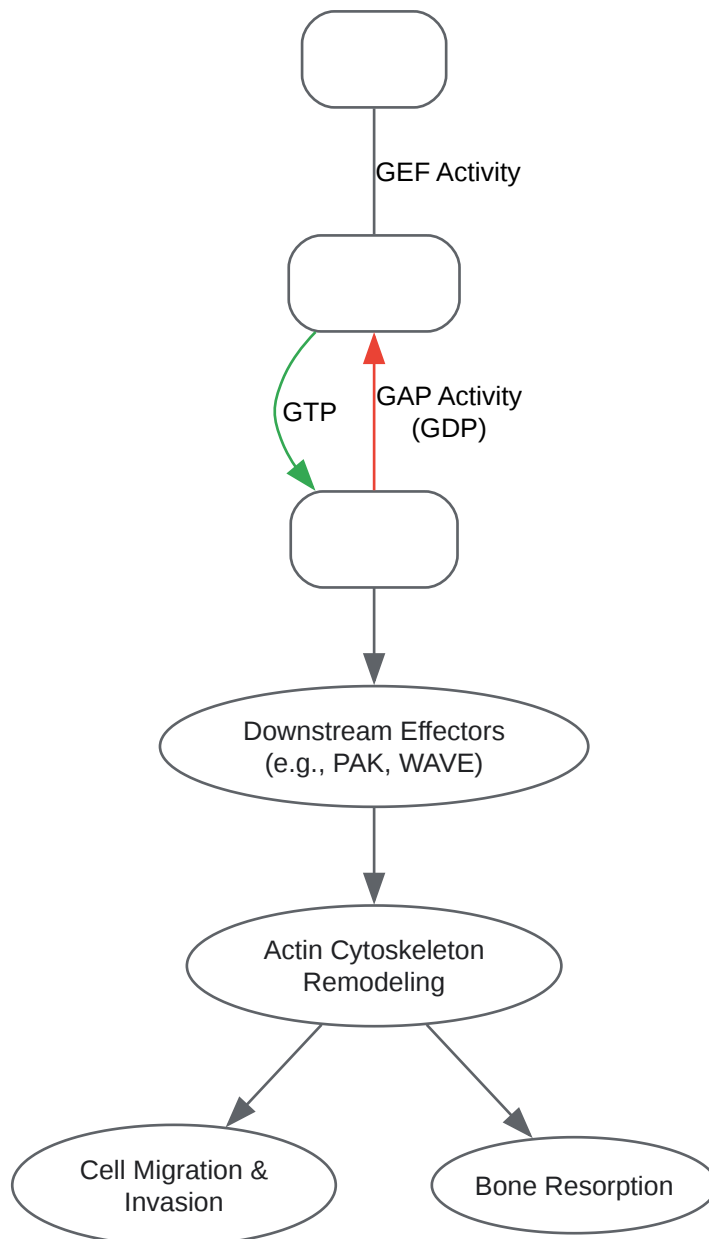 GEF Activity
GTP
GAP Activity
(GDP)
Downstream Effectors
(e.g., PAK, WAVE)
Actin Cytoskeleton
Remodeling
Cell Migration &
Invasion
Bone Resorption